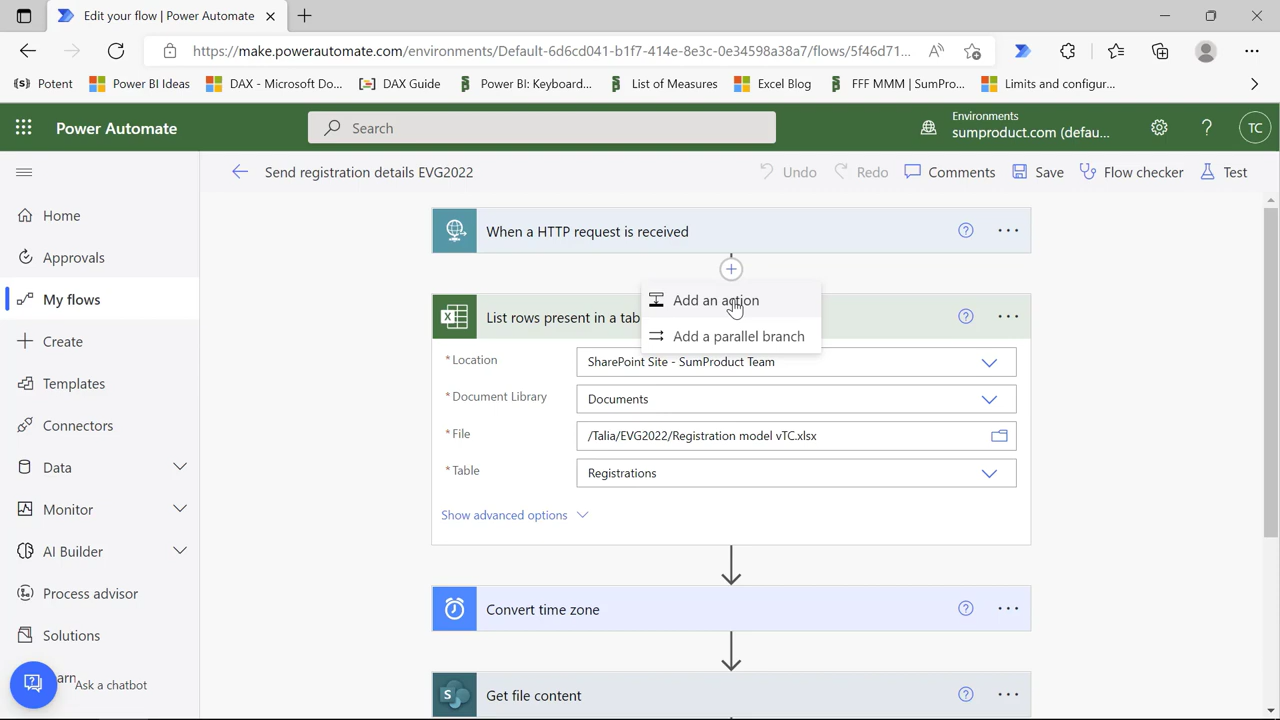 Edit your flow | Power Automate
https://make.powerautomate.com/environments/Default-6d6cd041-b1f7-414e-8e3c-0e34598a38a7/flows/5f46d71...
Potent
Power BI Ideas
DAX - Microsoft Do...
DAX Guide
Power BI: Keyboard...
List of Measures
Excel Blog
FFF MMM | SumPro...
Limits and configur...
Power Automate
Search
Environments
sumproduct.com (defau...
TC
Send registration details EVG2022
Undo
Redo
Comments
Save
Flow checker
Test
Home
Approvals
My flows
Create
Templates
Connectors
Data
Monitor
AI Builder
Process advisor
Solutions
Ask a chatbot
When a HTTP request is received
Add an action
Add a parallel branch
List rows present in a tab
* Location
SharePoint Site - SumProduct Team
* Document Library
Documents
* File
/Talia/EVG2022/Registration model vTC.xlsx
* Table
Registrations
Show advanced options
Convert time zone
Get file content